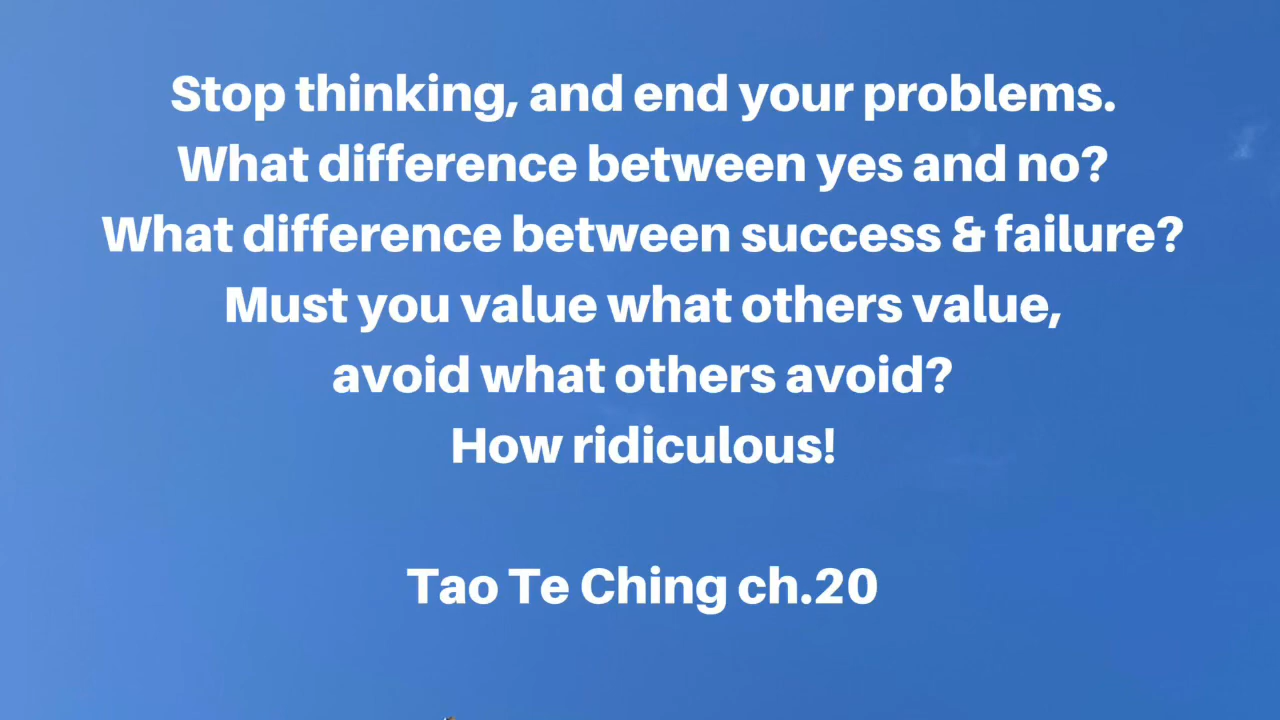 Stop thinking, and end your problems.
What difference between yes and no?
What difference between success & failure?
Must you value what others value,
avoid what others avoid?
How ridiculous!
Tao Te Ching ch.20